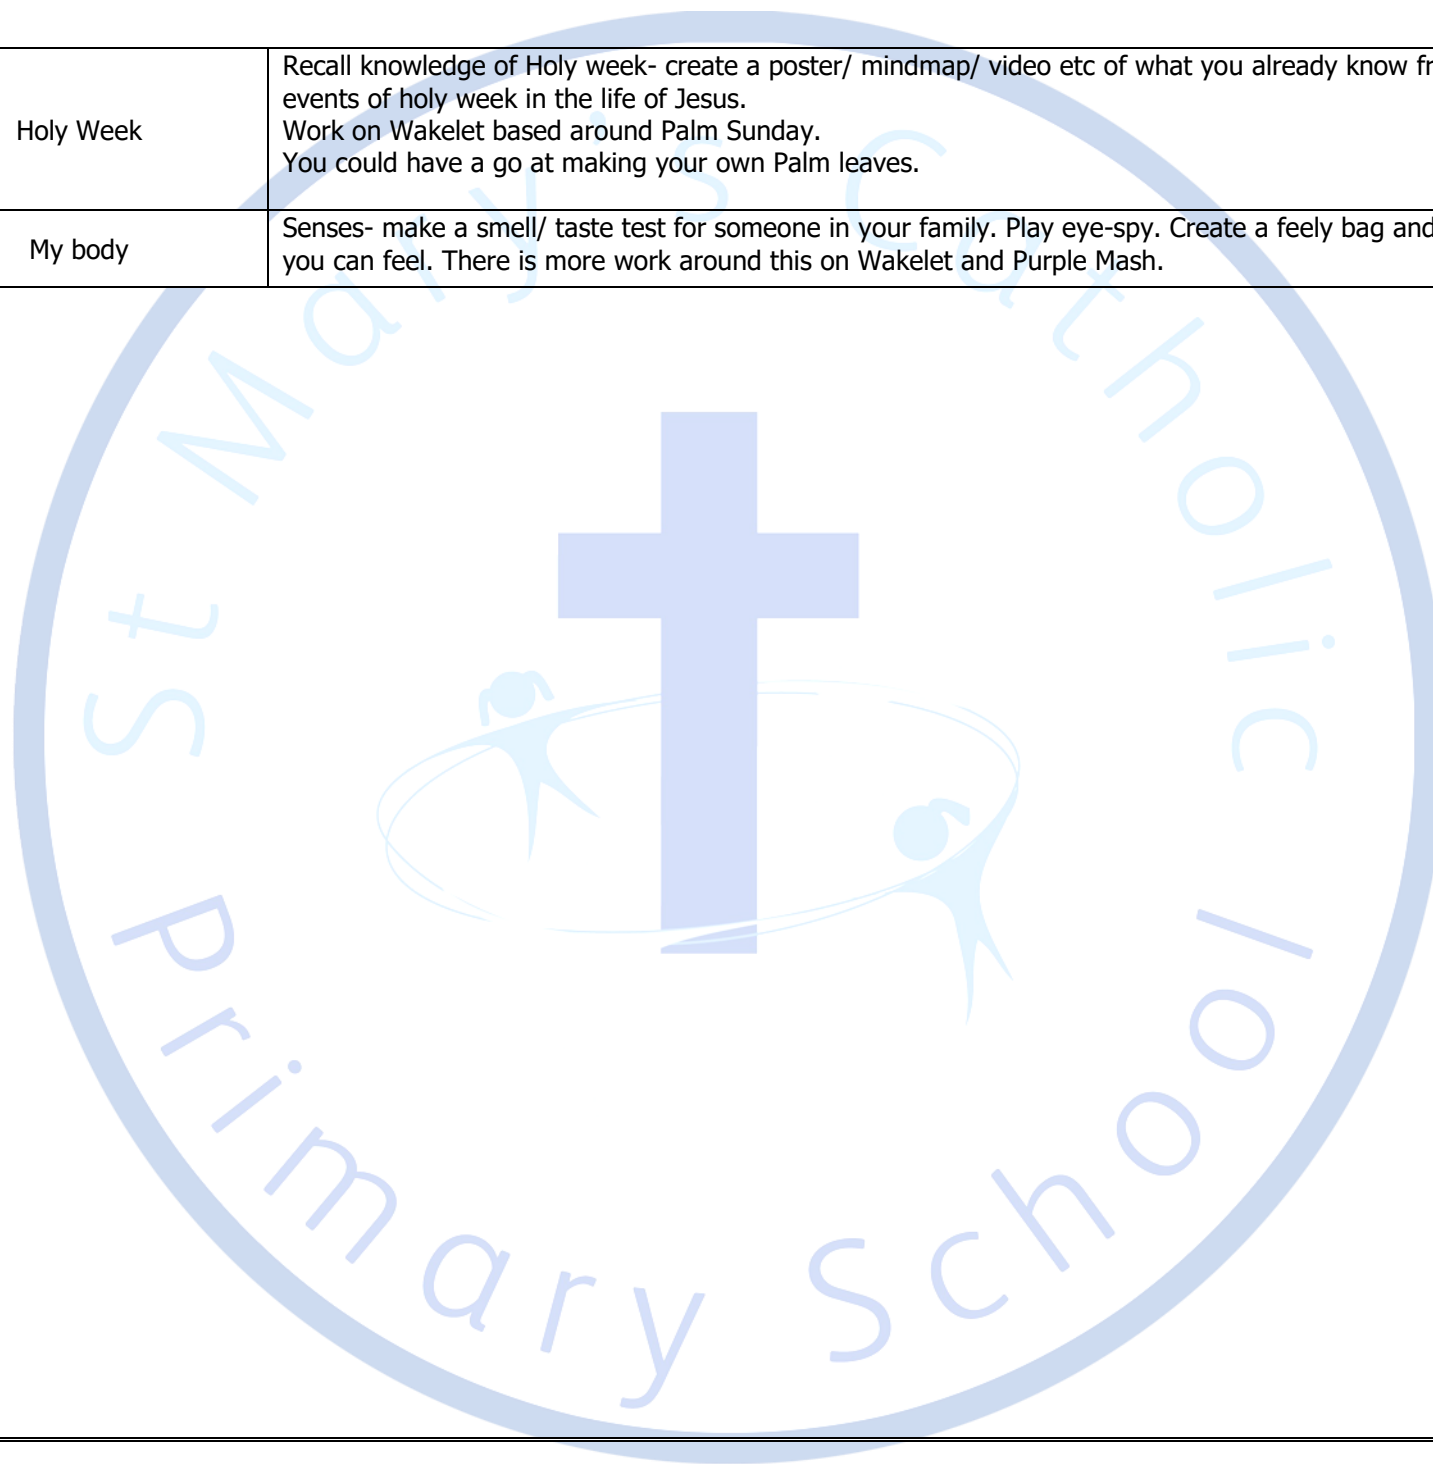 Recall knowledge of Holy week- create a poster/ mindmap/ video etc of what you already know
events of holy week in the life of Jesus.
Holy Week
Work on Wakelet based around Palm Sunday.
You could have a go at making your own Palm leaves.
Senses- make a smell/ taste test for someone in your family. Play eye-spy. Create a feely bag and
My body
you can feel. There is more work around this on Wakelet and Purple Mash.
St Mary's Catholic
Primary School